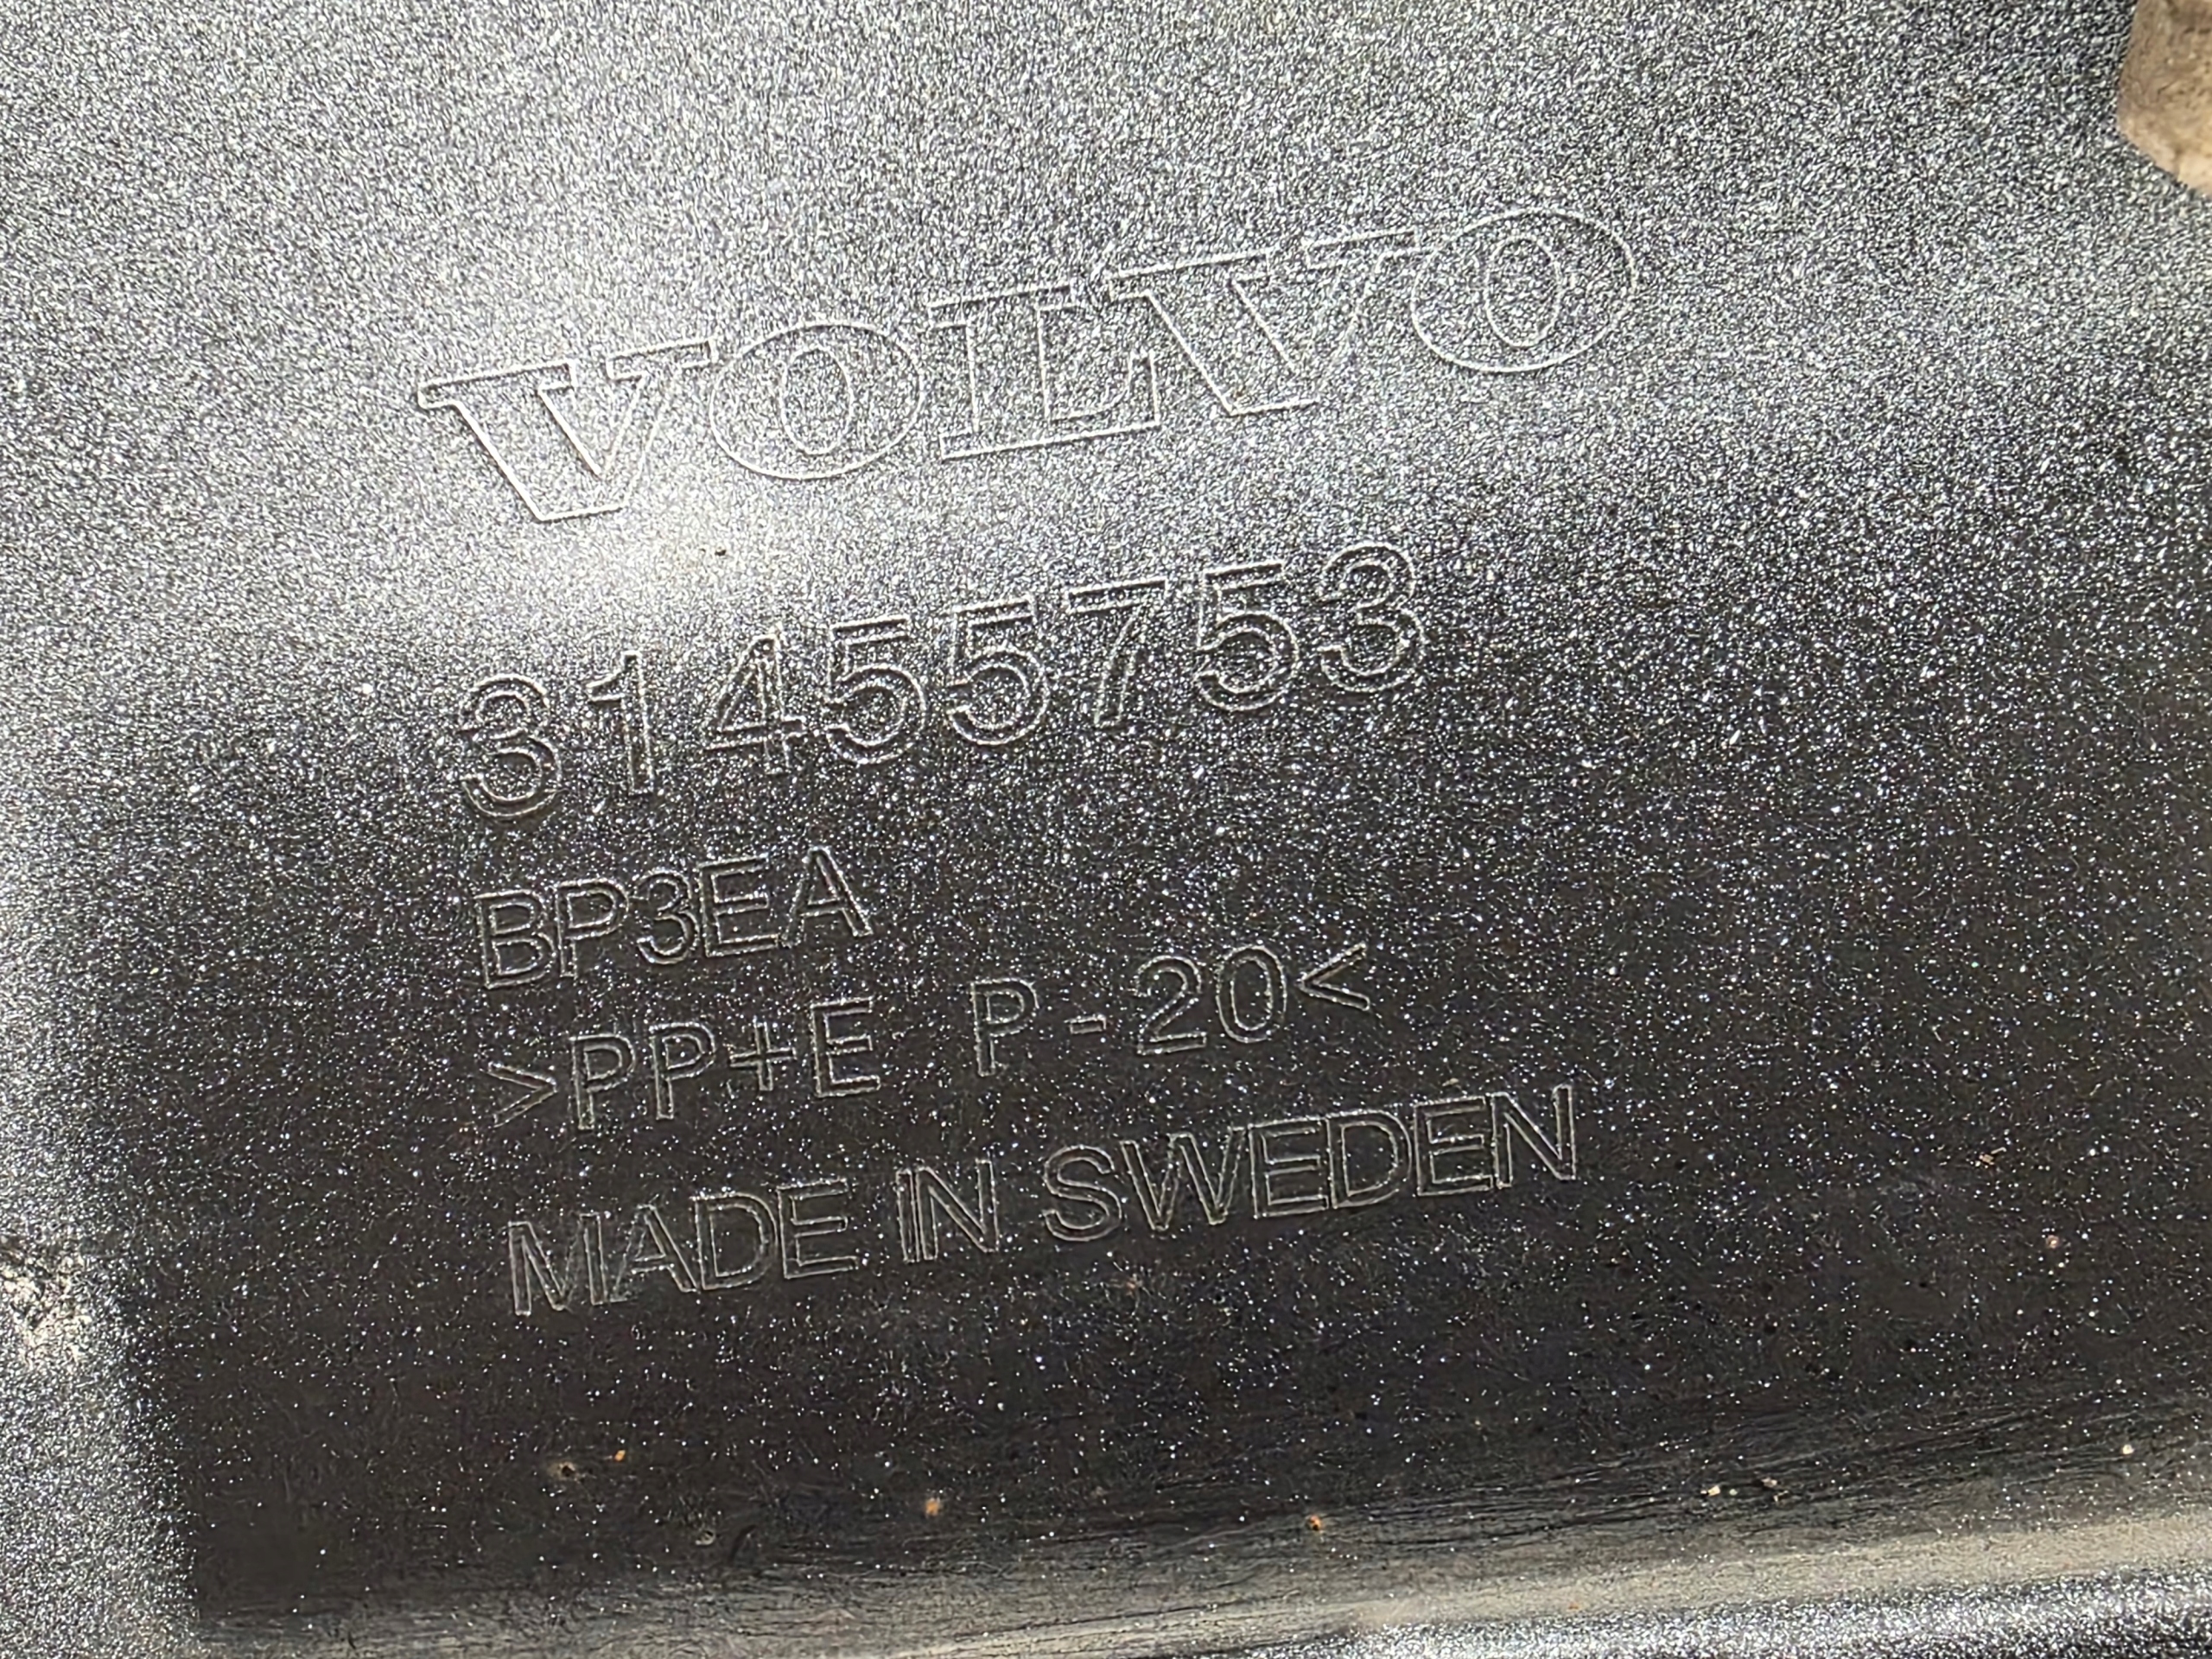 VOLVO
31455753
BP3EA
>PP+E P-20<
MADE IN SWEDEN